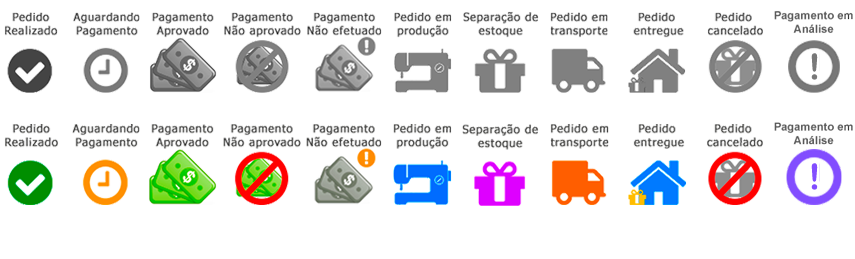 Pedido Realizado
Aguardando Pagamento
Pagamento Aprovado
Pagamento Não aprovado
Pagamento Não efetuado
Pedido em produção
Separação de estoque
Pedido em transporte
Pedido entregue
Pedido cancelado
Pagamento em Análise
Pedido Realizado
Aguardando Pagamento
Pagamento Aprovado
Pagamento Não aprovado
Pagamento Não efetuado
Pedido em produção
Separação de estoque
Pedido em transporte
Pedido entregue
Pedido cancelado
Pagamento em Análise